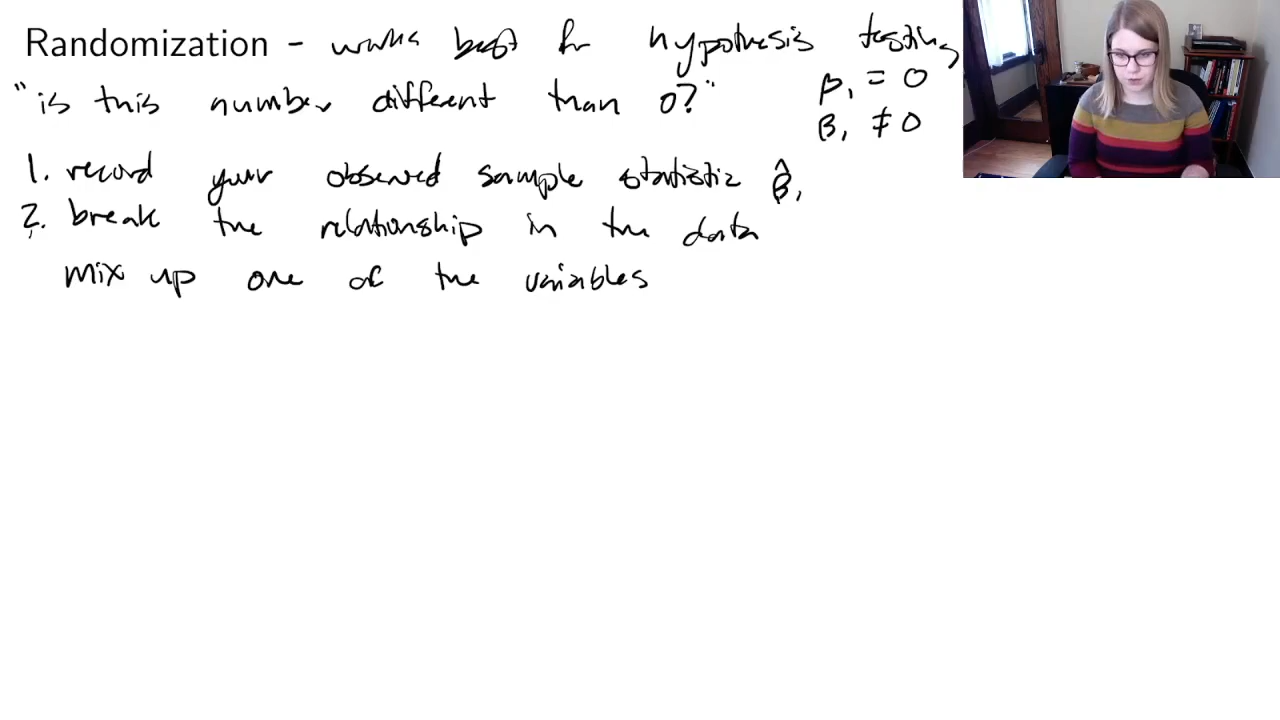 Randomization - works best for hypothesis testing
"is this number different than 0?"
β₁ = 0
β₁ ≠ 0
1. record your observed sample statistic β̂₁
2. break the relationship in the data
mix up one of the variables